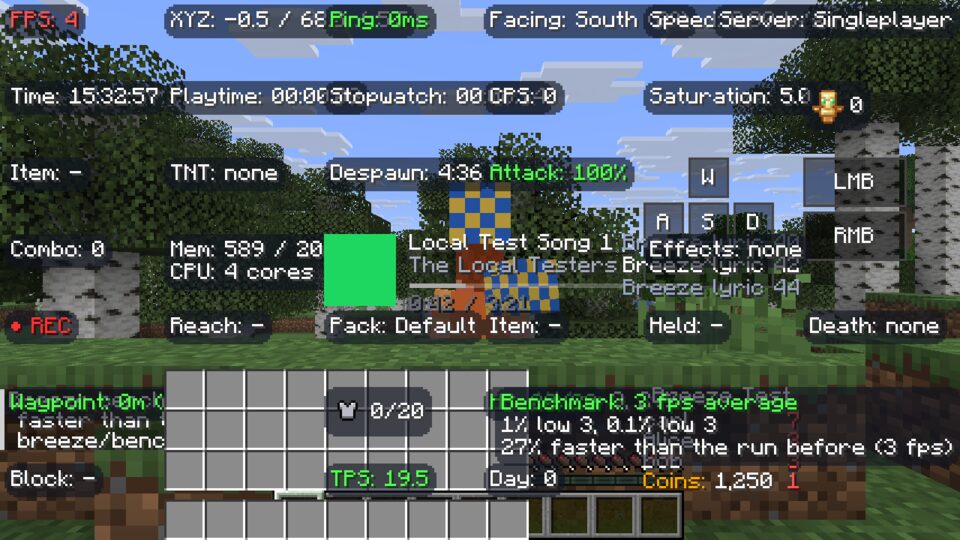 FPS: 4
XYZ: -0.5 / 68
Ping: 0ms
Facing: South
Speed
Server: Singleplayer
Time: 15:32:57
Playtime: 00:00
Stopwatch: 00
CPS: 0
Saturation: 5.0
0
Item: -
TNT: none
Despawn: 4:36
Attack: 100%
W
LMB
A
S
D
RMB
Combo: 0
Mem: 589 / 20
CPU: 4 cores
Local Test Song 1
The Local Testers
Effects: none
Breeze lyric 44
REC
Reach: -
Pack: Default
Item: -
Held: -
Death: none
Waypoint: 0m
faster than
breeze/benc
0/20
Breeze Test
Benchmark: 3 fps average
1% low 3, 0.1% low 3
27% faster than the run before (3 fps)
Block: -
TPS: 19.5
Day: 0
Coins: 1,250
1